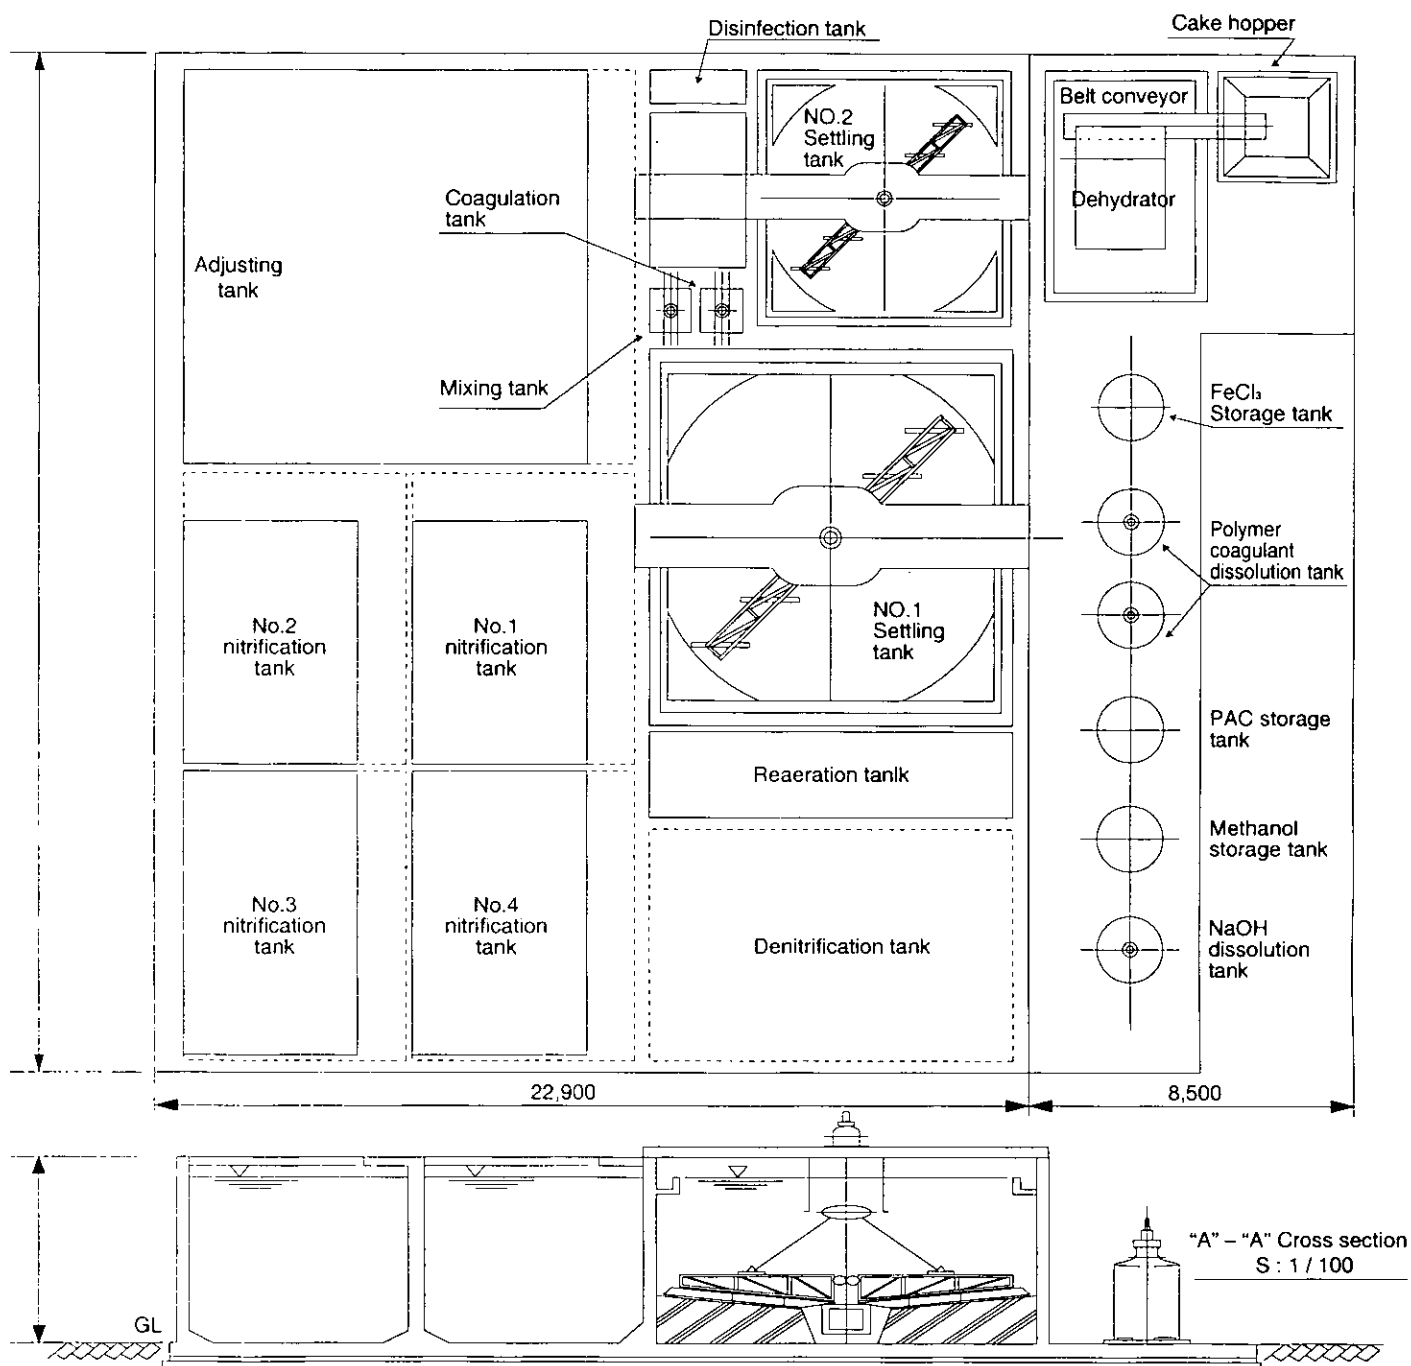 Disinfection tank
Cake hopper
NO.2
Settling
tank
Belt conveyor
Coagulation
tank
Dehydrator
Adjusting
tank
Mixing tank
FeCl₃
Storage tank
Polymer
coagulant
dissolution tank
NO.1
Settling
tank
No.2
nitrification
tank
No.1
nitrification
tank
PAC storage
tank
Reaeration tanlk
Methanol
storage tank
No.3
nitrification
tank
No.4
nitrification
tank
Denitrification tank
NaOH
dissolution
tank
22,900
8,500
"A" – "A" Cross section
S : 1 / 100
GL